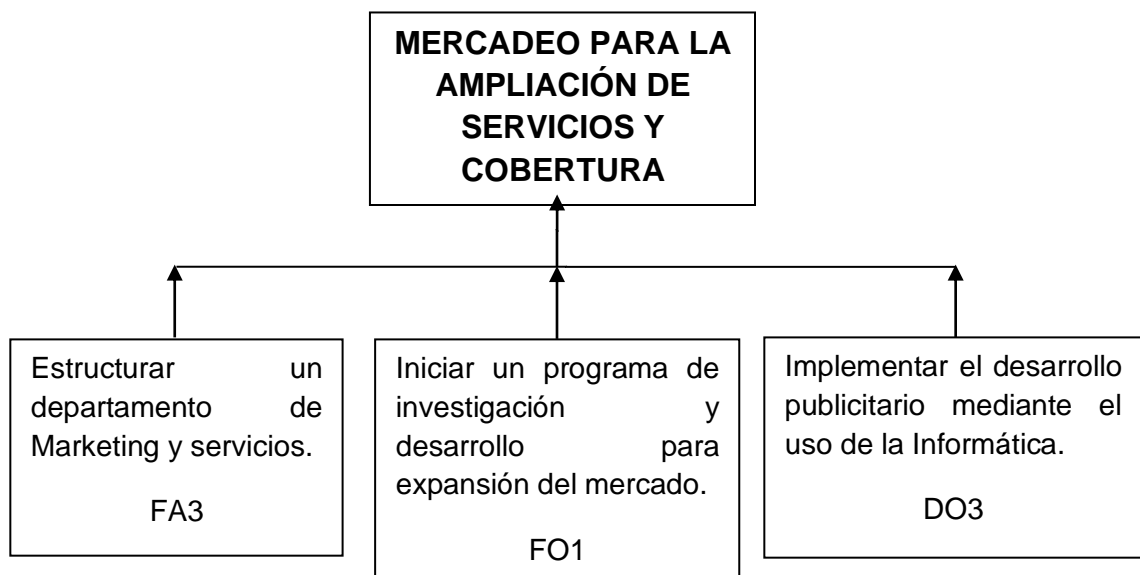 MERCADEO PARA LA
AMPLIACIÓN DE
SERVICIOS Y
COBERTURA
Estructurar un
departamento de
Marketing y servicios.
FA3
Iniciar un programa de
investigación y
desarrollo para
expansión del mercado.
FO1
Implementar el desarrollo
publicitario mediante el
uso de la Informática.
DO3